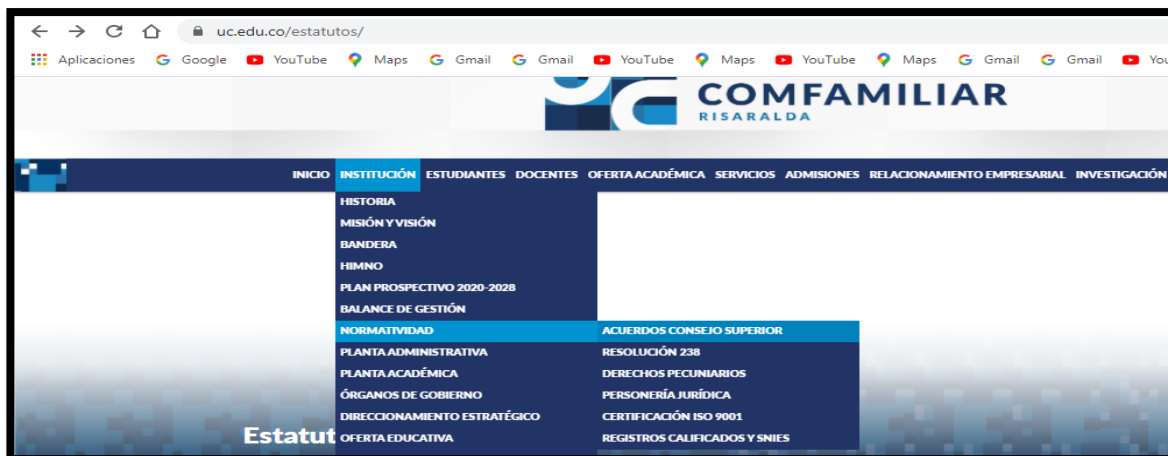 uc.edu.co/estatutos/
Aplicaciones Google YouTube Maps Gmail Gmail YouTube Maps YouTube Maps Gmail Gmail
COMFAMILIAR
RISARALDA
INICIO INSTITUCIÓN ESTUDIANTES DOCENTES OFERTA ACADÉMICA SERVICIOS ADMISIONES RELACIONAMIENTO EMPRESARIAL INVESTIGACIÓN
HISTORIA
MISIÓN Y VISIÓN
BANDERA
HIMNO
PLAN PROSPECTIVO 2020-2028
BALANCE DE GESTIÓN
NORMATIVIDAD ACUERDOS CONSEJO SUPERIOR
PLANTA ADMINISTRATIVA RESOLUCIÓN 238
PLANTA ACADÉMICA DERECHOS PECUNIARIOS
ÓRGANOS DE GOBIERNO PERSONERÍA JURÍDICA
DIRECCIONAMIENTO ESTRATÉGICO CERTIFICACIÓN ISO 9001
Estatut OFERTA EDUCATIVA REGISTROS CALIFICADOS Y SNIES